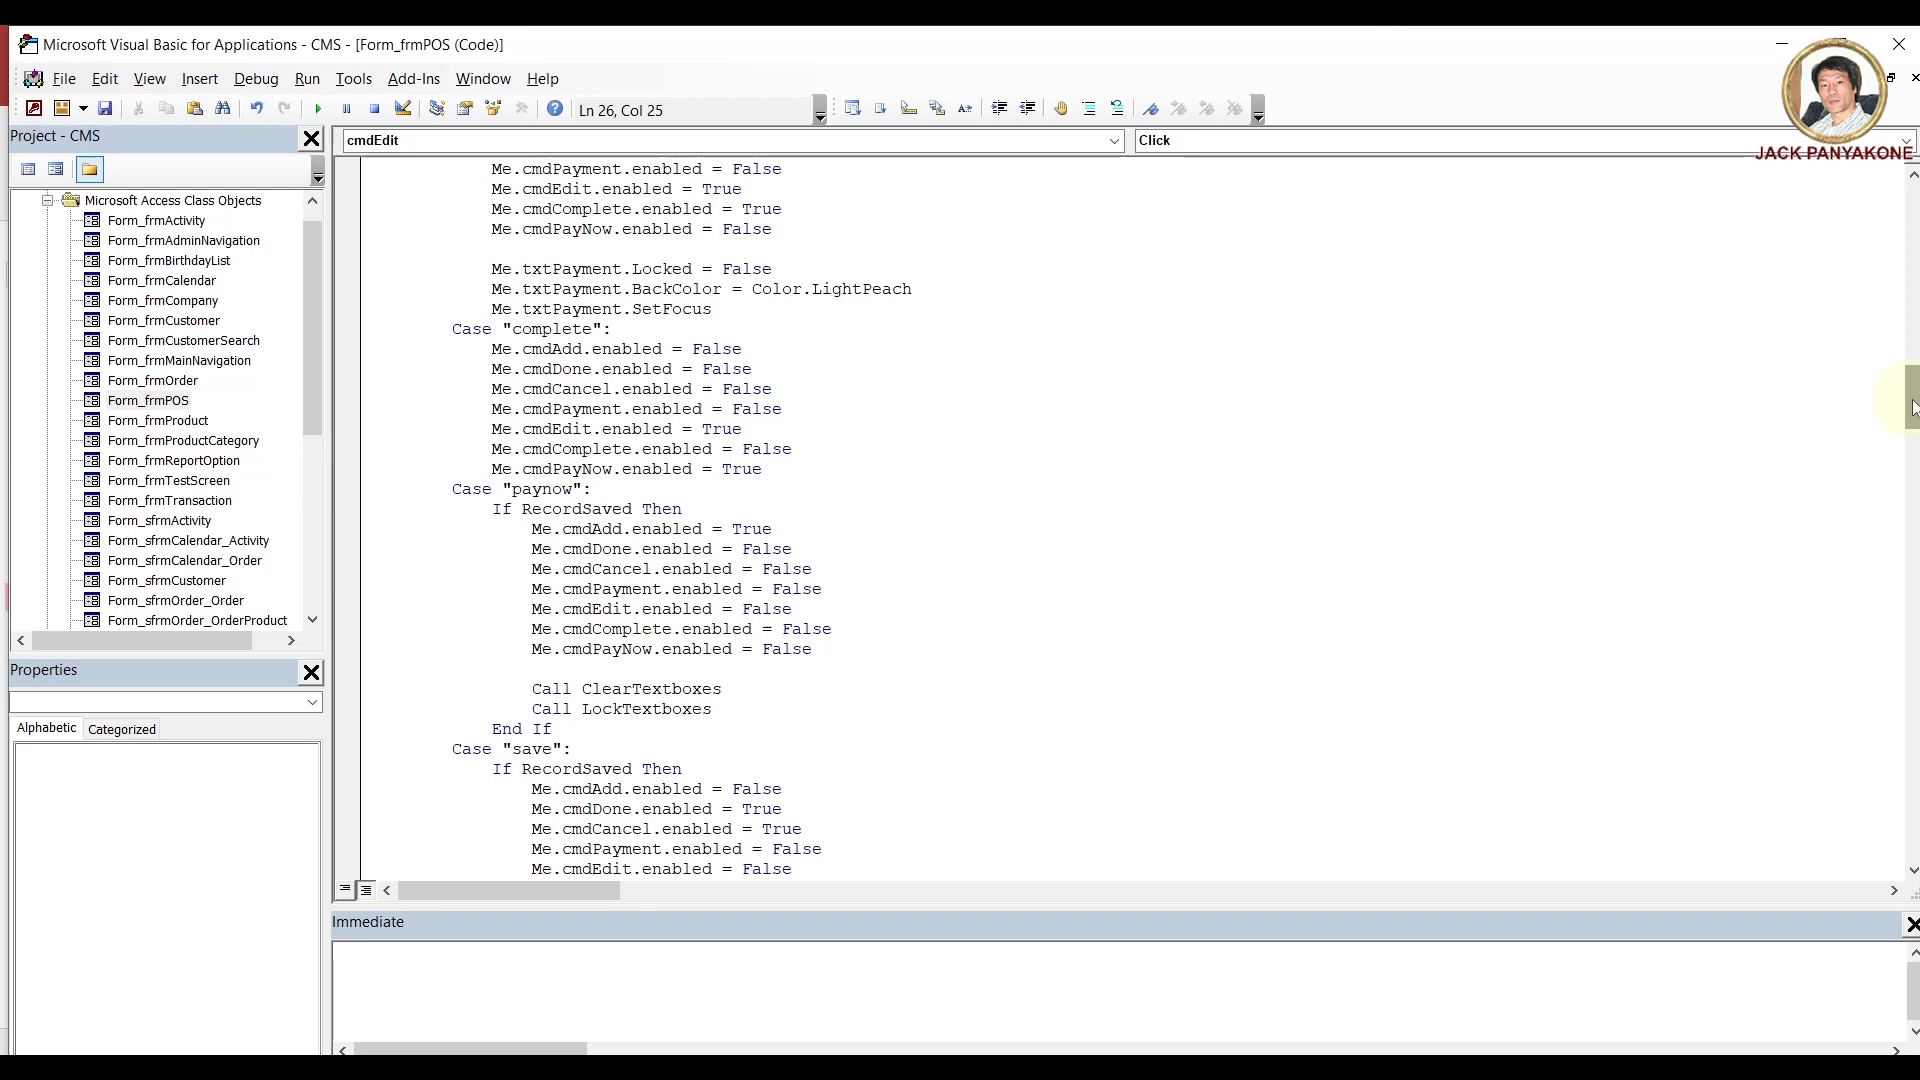 Microsoft Visual Basic for Applications - CMS - [Form_frmPOS (Code)]
File Edit View Insert Debug Run Tools Add-Ins Window Help
Ln 26, Col 25
JACK PANYAKONE
Project - CMS
Microsoft Access Class Objects
Form_frmActivity
Form_frmAdminNavigation
Form_frmBirthdayList
Form_frmCalendar
Form_frmCompany
Form_frmCustomer
Form_frmCustomerSearch
Form_frmMainNavigation
Form_frmOrder
Form_frmPOS
Form_frmProduct
Form_frmProductCategory
Form_frmReportOption
Form_frmTestScreen
Form_frmTransaction
Form_sfrmActivity
Form_sfrmCalendar_Activity
Form_sfrmCalendar_Order
Form_sfrmCustomer
Form_sfrmOrder_Order
Form_sfrmOrder_OrderProduct
Properties
Alphabetic Categorized
cmdEdit Click
Me.cmdPayment.enabled = False
Me.cmdEdit.enabled = True
Me.cmdComplete.enabled = True
Me.cmdPayNow.enabled = False
Me.txtPayment.Locked = False
Me.txtPayment.BackColor = Color.LightPeach
Me.txtPayment.SetFocus
Case "complete":
Me.cmdAdd.enabled = False
Me.cmdDone.enabled = False
Me.cmdCancel.enabled = False
Me.cmdPayment.enabled = False
Me.cmdEdit.enabled = True
Me.cmdComplete.enabled = False
Me.cmdPayNow.enabled = True
Case "paynow":
If RecordSaved Then
Me.cmdAdd.enabled = True
Me.cmdDone.enabled = False
Me.cmdCancel.enabled = False
Me.cmdPayment.enabled = False
Me.cmdEdit.enabled = False
Me.cmdComplete.enabled = False
Me.cmdPayNow.enabled = False
Call ClearTextboxes
Call LockTextboxes
End If
Case "save":
If RecordSaved Then
Me.cmdAdd.enabled = False
Me.cmdDone.enabled = True
Me.cmdCancel.enabled = True
Me.cmdPayment.enabled = False
Me.cmdEdit.enabled = False
Immediate